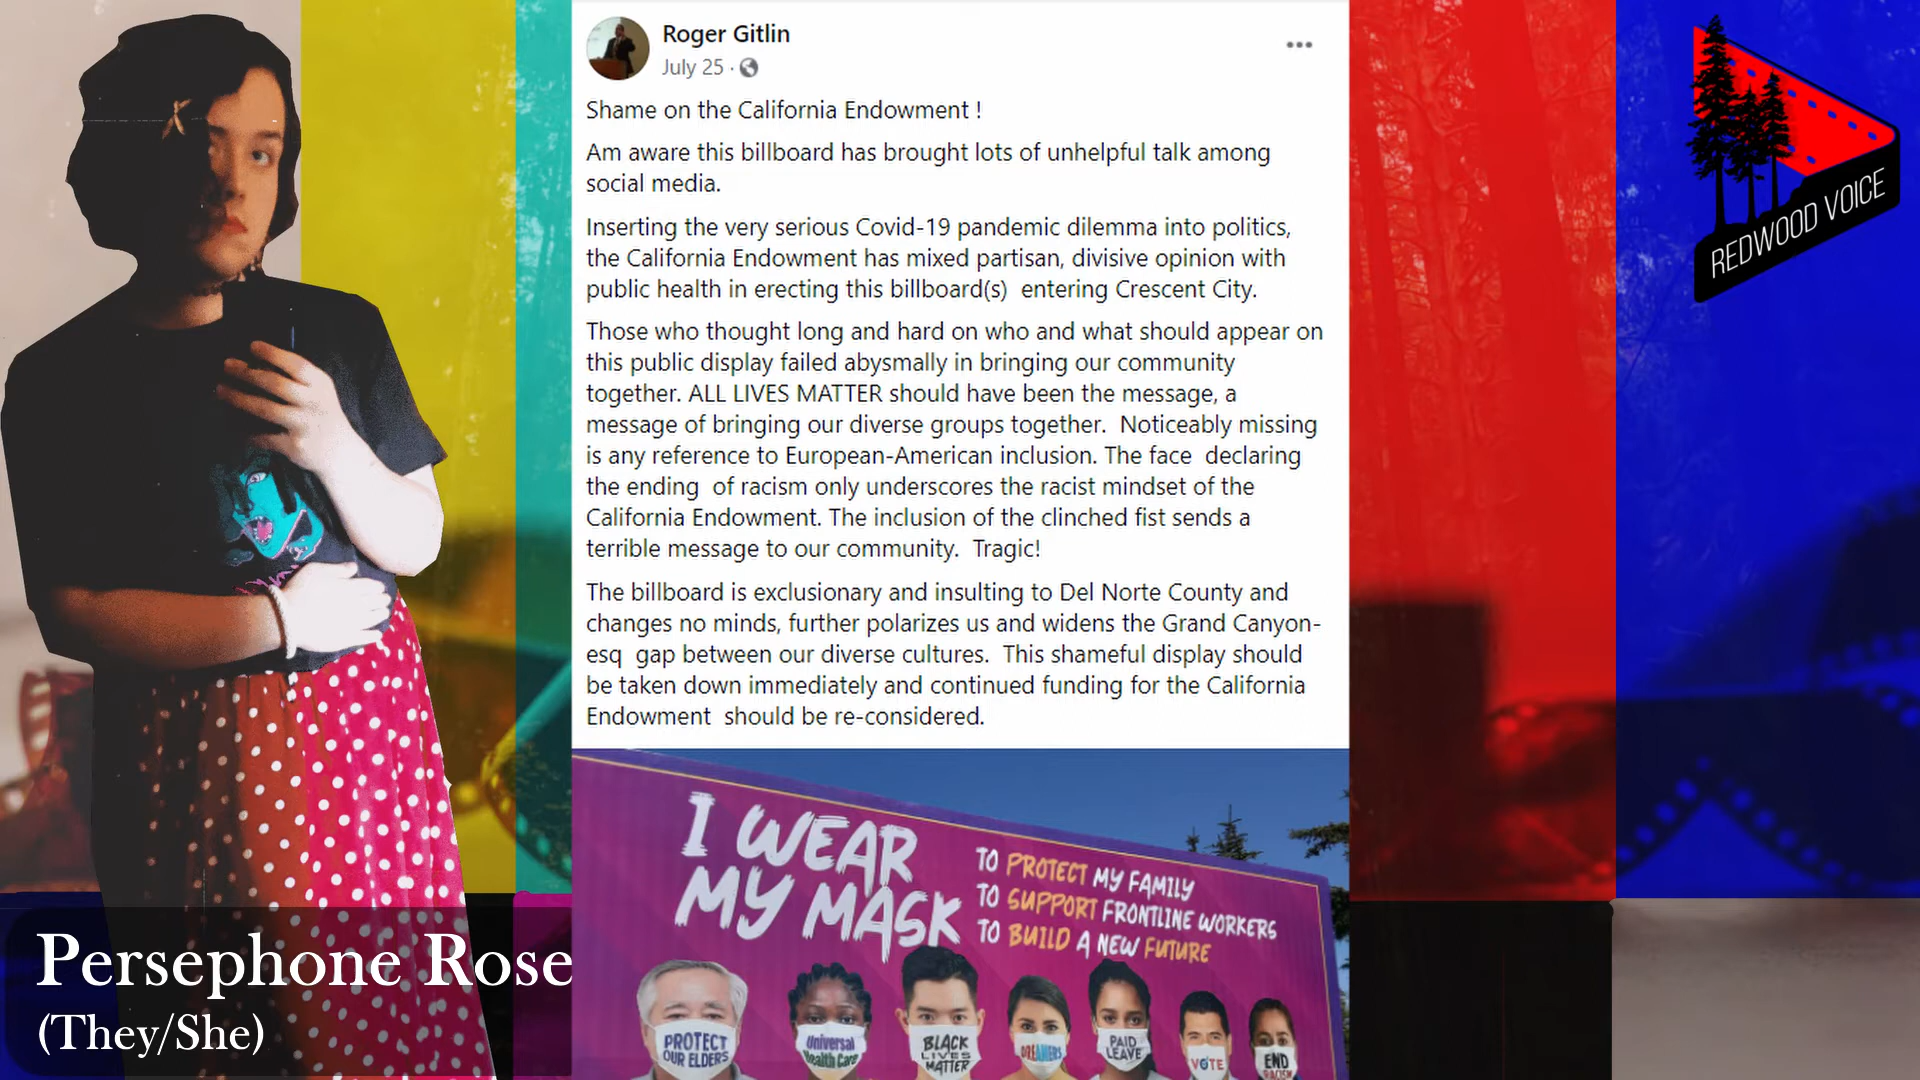 Roger Gitlin
July 25 ·
Shame on the California Endowment !
Am aware this billboard has brought lots of unhelpful talk among
social media.
Inserting the very serious Covid-19 pandemic dilemma into politics,
the California Endowment has mixed partisan, divisive opinion with
public health in erecting this billboard(s)  entering Crescent City.
Those who thought long and hard on who and what should appear on
this public display failed abysmally in bringing our community
together. ALL LIVES MATTER should have been the message, a
message of bringing our diverse groups together.  Noticeably missing
is any reference to European-American inclusion. The face  declaring
the ending  of racism only underscores the racist mindset of the
California Endowment. The inclusion of the clinched fist sends a
terrible message to our community.  Tragic!
The billboard is exclusionary and insulting to Del Norte County and
changes no minds, further polarizes us and widens the Grand Canyon-
esq  gap between our diverse cultures.  This shameful display should
be taken down immediately and continued funding for the California
Endowment  should be re-considered.
I WEAR
MY MASK
TO PROTECT MY FAMILY
TO SUPPORT FRONTLINE WORKERS
TO BUILD A NEW FUTURE
PROTECT
OUR ELDERS
Universal
Health Care
BLACK
LIVES
MATTER
DREAMERS
PAID
LEAVE
VOTE
END
RACISM
REDWOOD VOICE
Persephone Rose
(They/She)